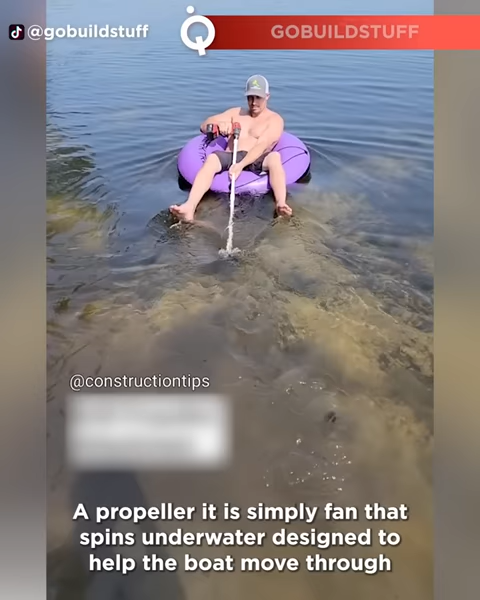 @gobuildstuff
GOBUILDSTUFF
@constructiontips
A propeller it is simply fan that
spins underwater designed to
help the boat move through